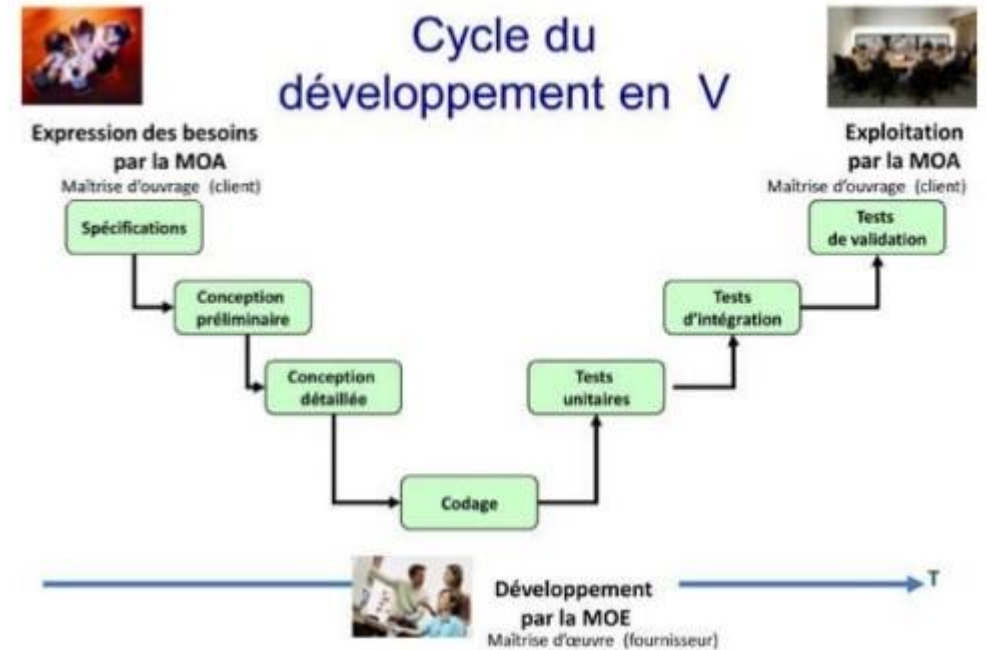 Cycle du
développement en V
Expression des besoins
par la MOA
Maîtrise d'ouvrage (client)
Exploitation
par la MOA
Maîtrise d'ouvrage (client)
Spécifications
Tests
de validation
Conception
préliminaire
Tests
d'intégration
Conception
détaillée
Tests
unitaires
Codage
T
Développement
par la MOE
Maîtrise d'œuvre (fournisseur)